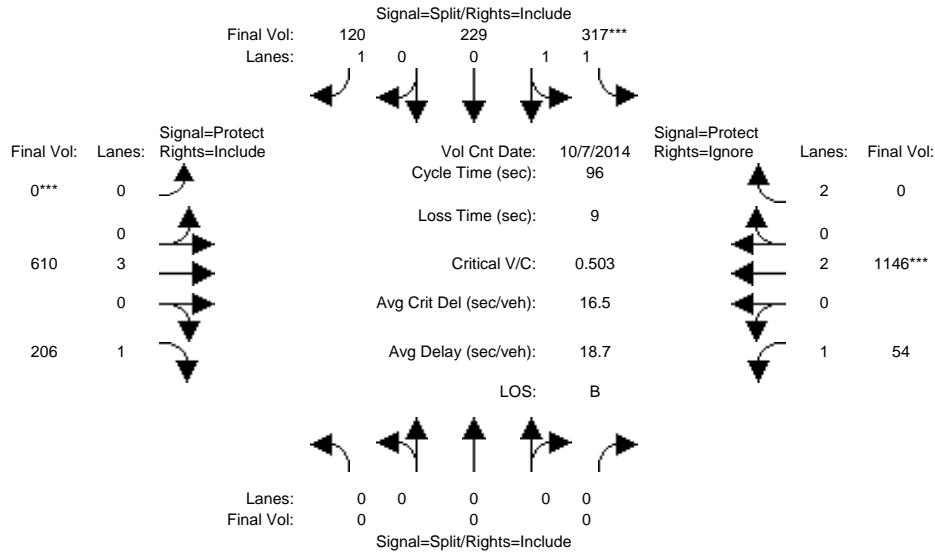 Signal=Split/Rights=Include
Final Vol: 120 229 317***
Lanes: 1 0 0 1 1
Signal=Protect Signal=Protect
Final Vol: Lanes: Rights=Include Vol Cnt Date: 10/7/2014 Rights=Ignore Lanes: Final Vol:
Cycle Time (sec): 96
0*** 0 2 0
Loss Time (sec): 9
0 0
610 3 Critical V/C: 0.503 2 1146***
0 Avg Crit Del (sec/veh): 16.5 0
206 1 Avg Delay (sec/veh): 18.7 1 54
LOS: B
Lanes: 0 0 0 0 0
Final Vol: 0 0 0
Signal=Split/Rights=Include